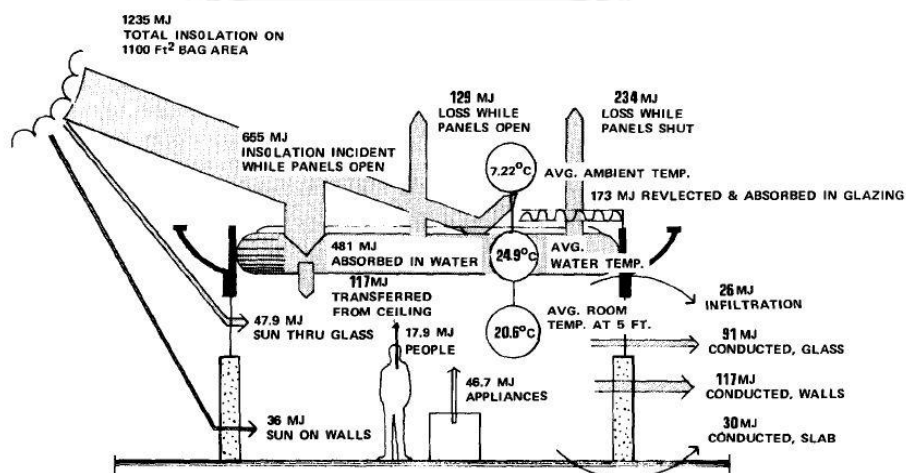 1235 MJ
TOTAL INSOLATION ON
1100 Ft² BAG AREA
129 MJ
LOSS WHILE
PANELS OPEN
234 MJ
LOSS WHILE
PANELS SHUT
655 MJ
INSOLATION INCIDENT
WHILE PANELS OPEN
7.22°C
AVG. AMBIENT TEMP.
173 MJ REVLECTED & ABSORBED IN GLAZING
481 MJ
ABSORBED IN WATER
24.9°C
AVG.
WATER TEMP.
117MJ
TRANSFERRED
FROM CEILING
26 MJ
INFILTRATION
47.9 MJ
SUN THRU GLASS
17.9 MJ
PEOPLE
20.6°C
AVG. ROOM
TEMP. AT 5 FT.
91 MJ
CONDUCTED, GLASS
46.7 MJ
APPLIANCES
117MJ
CONDUCTED, WALLS
36 MJ
SUN ON WALLS
30MJ
CONDUCTED, SLAB